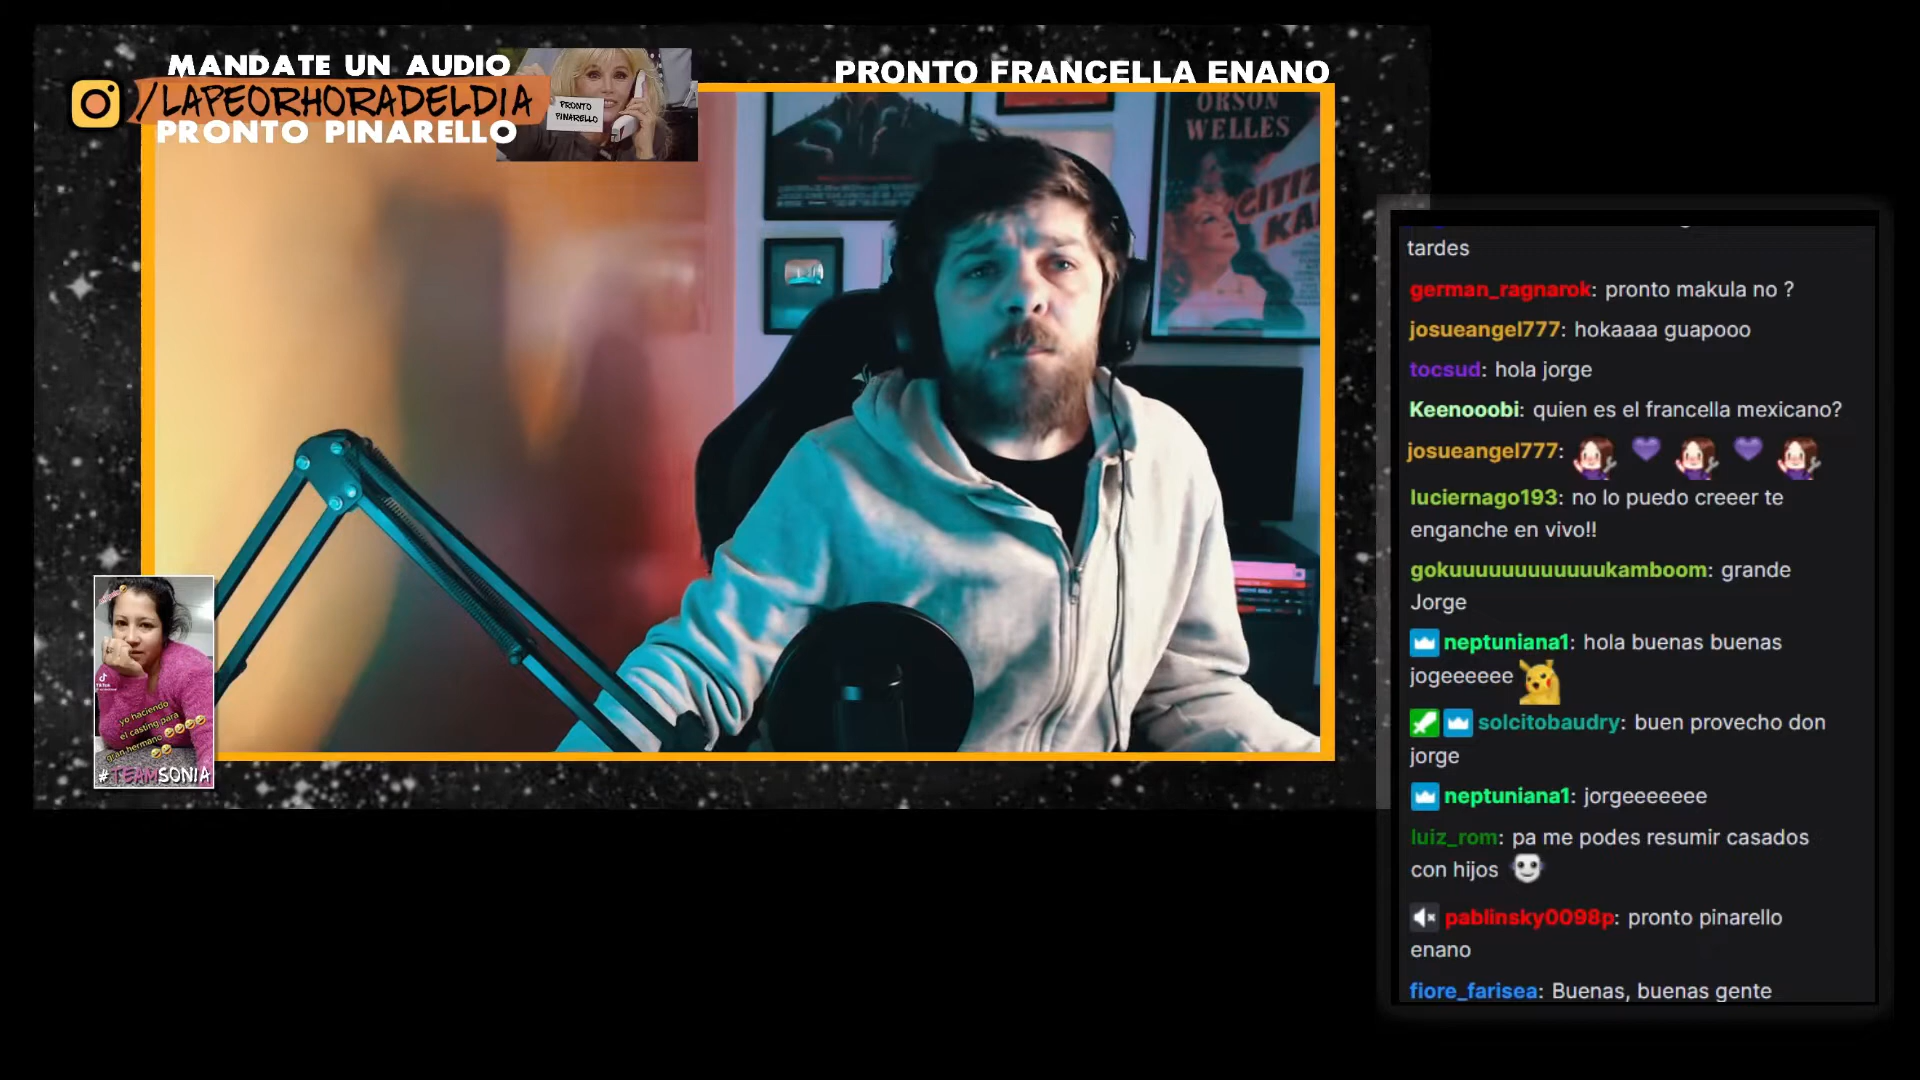 MANDATE UN AUDIO
/LAPEORHORADELDIA
PRONTO PINARELLO
PRONTO
PINARELLO
PRONTO FRANCELLA ENANO
ORSON
WELLES
CITIZ
KA
yo haciendo
el casting para
gran hermano
#TEAMSONIA
tardes
german_ragnarok: pronto makula no ?
josueangel777: hokaaaa guapooo
tocsud: hola jorge
Keenooobi: quien es el francella mexicano?
josueangel777:
luciernago193: no lo puedo creeer te
enganche en vivo!!
gokuuuuuuuuuuuukamboom: grande
Jorge
neptuniana1: hola buenas buenas
jogeeeeee
solcitobaudry: buen provecho don
jorge
neptuniana1: jorgeeeeeee
luiz_rom: pa me podes resumir casados
con hijos
pablinsky0098p: pronto pinarello
enano
fiore_farisea: Buenas, buenas gente